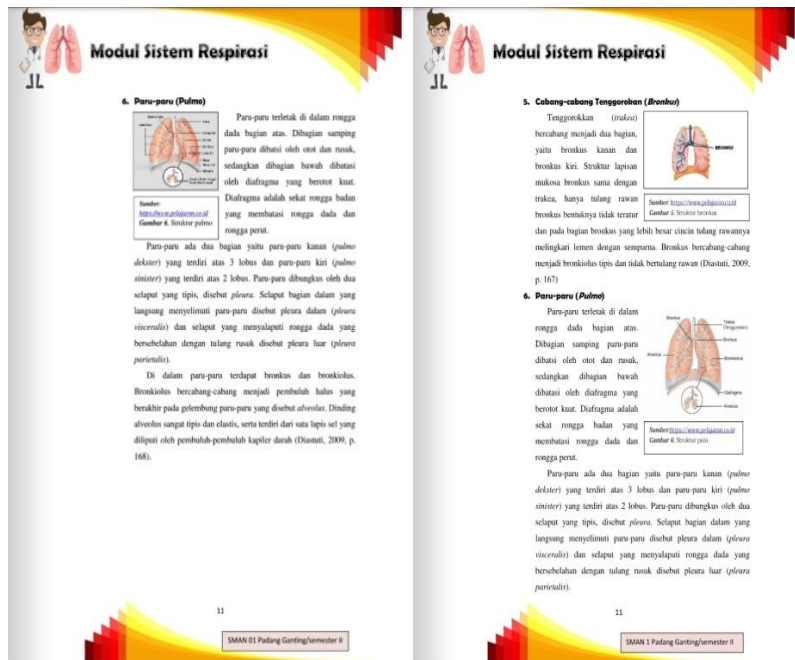 Modul Sistem Respirasi
6. Paru-paru (Pulmo)
Paru-paru terletak di dalam rongga
dada bagian atas. Dibagian samping
paru-paru dibatsi oleh otot dan rusuk,
sedangkan dibagian bawah dibatasi
oleh diafragma yang berotot kuat.
Diafragma adalah sekat rongga badan
yang membatasi rongga dada dan
rongga perut.
Sumber:
https://www.pelajaran.co.id
Gambar 6. Struktur pulmo
Paru-paru ada dua bagian yaitu paru-paru kanan (pulmo
dekster) yang terdiri atas 3 lobus dan paru-paru kiri (pulmo
sinister) yang terdiri atas 2 lobus. Paru-paru dibungkus oleh dua
selaput yang tipis, disebut pleura. Selaput bagian dalam yang
langsung menyelimuti paru-paru disebut pleura dalam (pleura
visceralis) dan selaput yang menyalaputi rongga dada yang
bersebelahan dengan tulang rusuk disebut pleura luar (pleura
parietalis).
Di dalam paru-paru terdapat bronkus dan bronkiolus.
Bronkiolus bercabang-cabang menjadi pembuluh halus yang
berakhir pada gelembung paru-paru yang disebut alveolus. Dinding
alveolus sangat tipis dan elastis, serta terdiri dari satu lapis sel yang
diliputi oleh pembuluh-pembuluh kapiler darah (Diastuti, 2009, p.
168).
11
SMAN 01 Padang Ganting/semester II
Modul Sistem Respirasi
5. Cabang-cabang Tenggorokan (Bronkus)
Tenggorokkan (trakea)
bercabang menjadi dua bagian,
yaitu bronkus kanan dan
bronkus kiri. Struktur lapisan
mukosa bronkus sama dengan
trakea, hanya tulang rawan
bronkus bentuknya tidak teratur
BRONKUS
Sumber: https://www.pelajaran.co.id
Gambar 5. Struktur bronkus
dan pada bagian bronkus yang lebih besar cincin tulang rawannya
melingkari lemen dengan sempurna. Bronkus bercabang-cabang
menjadi bronkiolus tipis dan tidak bertulang rawan (Diastuti, 2009,
p. 167)
6. Paru-paru (Pulmo)
Paru-paru terletak di dalam
rongga dada bagian atas.
Dibagian samping paru-paru
dibatsi oleh otot dan rusuk,
sedangkan dibagian bawah
dibatasi oleh diafragma yang
berotot kuat. Diafragma adalah
sekat rongga badan yang
membatasi rongga dada dan
rongga perut.
Trakea
(Tenggorokan)
Bronkus
Bronkiolus
Diafragma
Alveolus
Sumber:https://www.pelajaran.co.id
Gambar 6. Struktur pulo
Paru-paru ada dua bagian yaitu paru-paru kanan (pulmo
dekster) yang terdiri atas 3 lobus dan paru-paru kiri (pulmo
sinister) yang terdiri atas 2 lobus. Paru-paru dibungkus oleh dua
selaput yang tipis, disebut pleura. Selaput bagian dalam yang
langsung menyelimuti paru-paru disebut pleura dalam (pleura
visceralis) dan selaput yang menyalaputi rongga dada yang
bersebelahan dengan tulang rusuk disebut pleura luar (pleura
parietalis).
11
SMAN 1 Padang Ganting/semester II